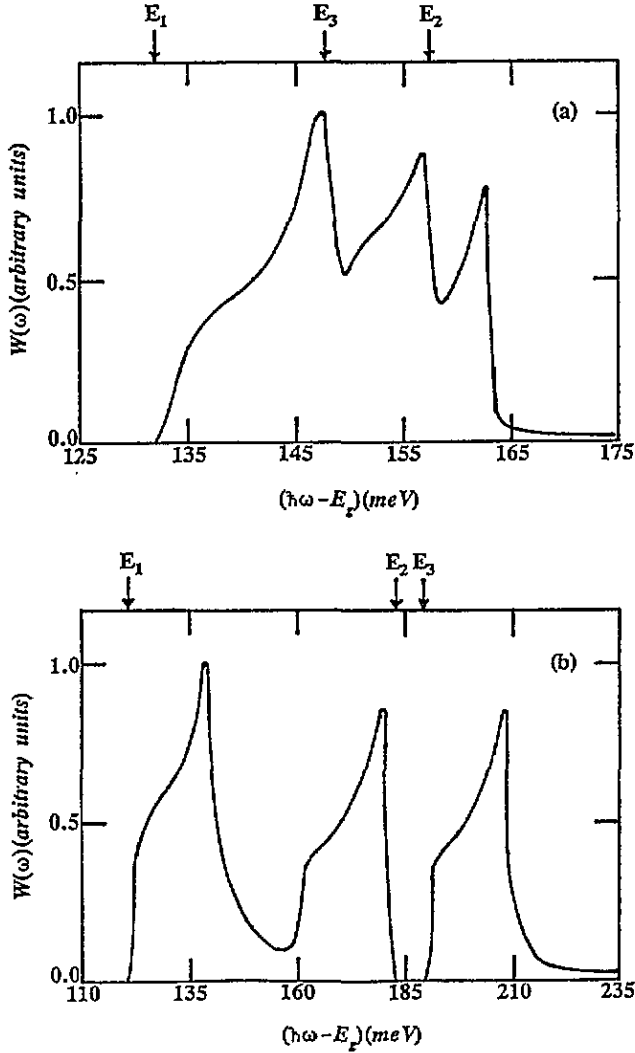 E₁ E₃ E₂
(a)
1.0
0.5
0.0
W(ω)(arbitrary units)
125 135 145 155 165 175
(ħω−E_g)(meV)
E₁ E₂ E₃
(b)
1.0
0.5
0.0
W(ω)(arbitrary units)
110 135 160 185 210 235
(ħω−E_g)(meV)